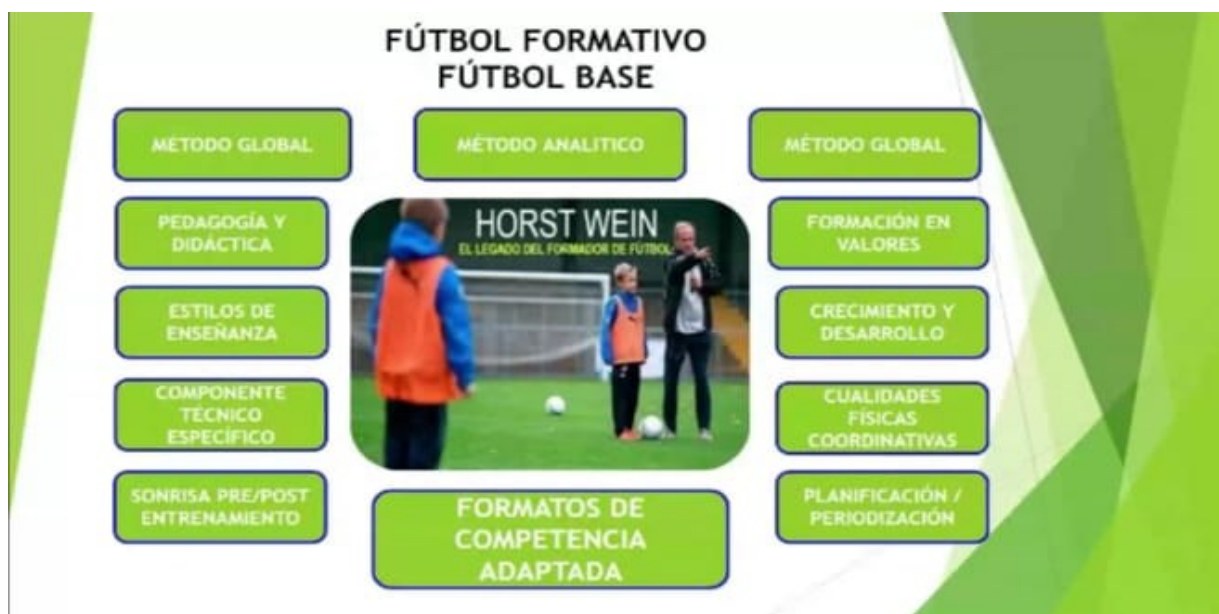 FÚTBOL FORMATIVO
FÚTBOL BASE
MÉTODO GLOBAL
MÉTODO ANALITICO
MÉTODO GLOBAL
PEDAGOGÍA Y
DIDÁCTICA
HORST WEIN
EL LEGADO DEL FORMADOR DE FÚTBOL
FORMACIÓN EN
VALORES
ESTILOS DE
ENSEÑANZA
CRECIMIENTO Y
DESARROLLO
COMPONENTE
TÉCNICO
ESPECÍFICO
CUALIDADES
FÍSICAS
COORDINATIVAS
SONRISA PRE/POST
ENTRENAMIENTO
FORMATOS DE
COMPETENCIA
ADAPTADA
PLANIFICACIÓN /
PERIODIZACIÓN